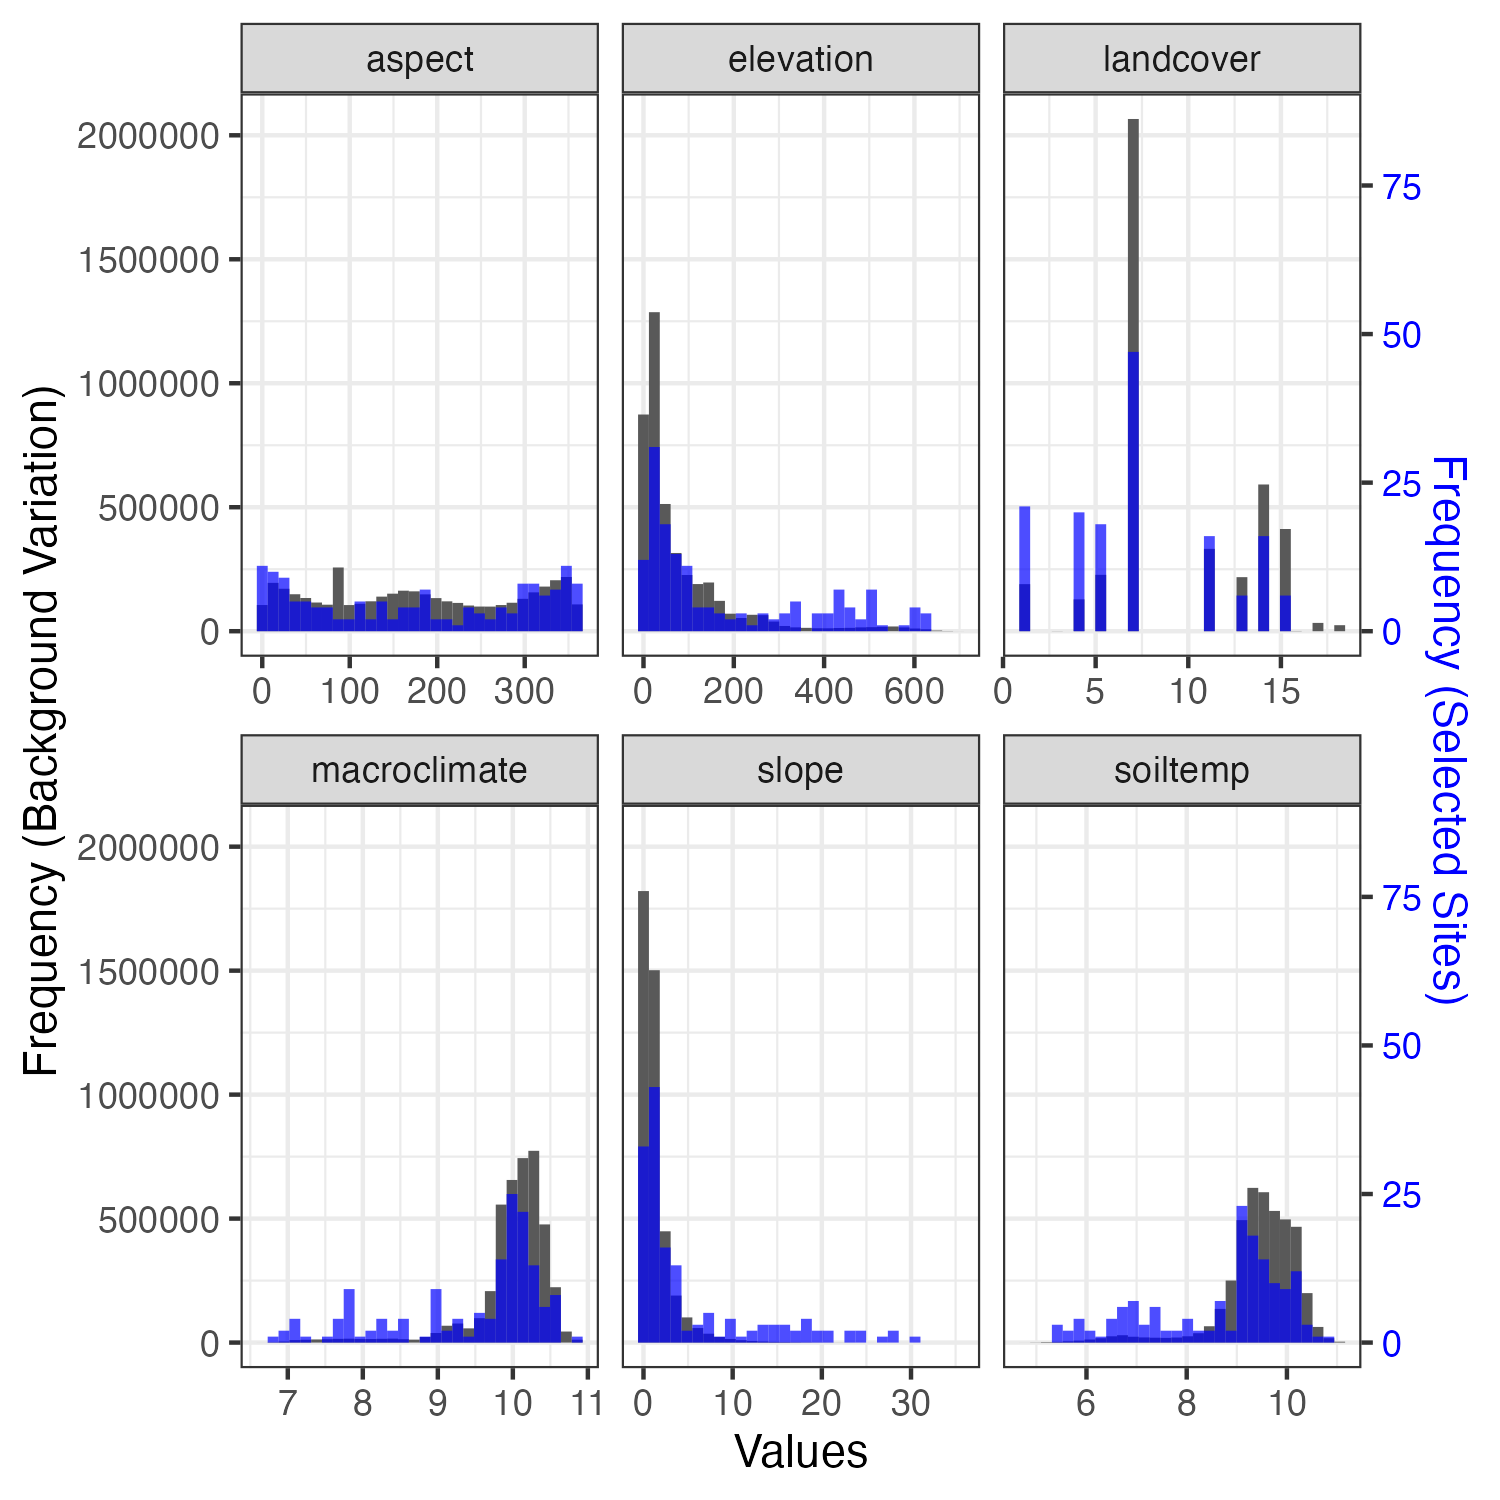 aspect
elevation
landcover
2000000
1500000
1000000
500000
0
75
50
25
0
0 100 200 300
0 200 400 600
0 5 10 15
macroclimate
slope
soiltemp
2000000
1500000
1000000
500000
0
75
50
25
0
7 8 9 10 11
0 10 20 30
6 8 10
Values
Frequency (Background Variation)
Frequency (Selected Sites)